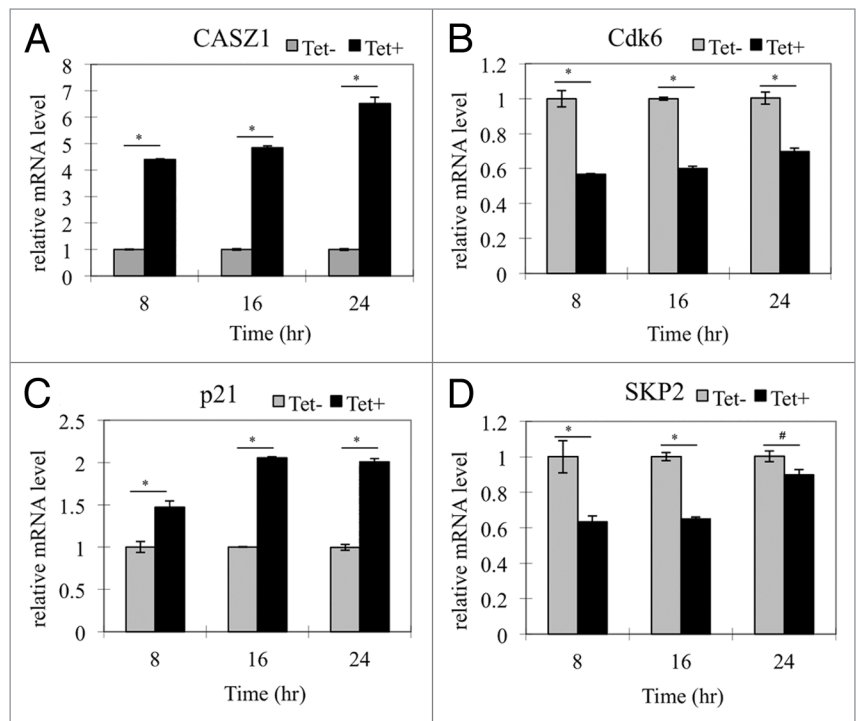 A
CASZ1
Tet- Tet+
relative mRNA level
8
7
6
5
4
3
2
1
0
*
*
*
8 16 24
Time (hr)
B
Cdk6
Tet- Tet+
relative mRNA level
1.2
1
0.8
0.6
0.4
0.2
0
*
*
*
8 16 24
Time (hr)
C
p21
Tet- Tet+
relative mRNA level
2.5
2
1.5
1
0.5
0
*
*
*
8 16 24
Time (hr)
D
SKP2
Tet- Tet+
relative mRNA level
1.2
1
0.8
0.6
0.4
0.2
0
*
*
#
8 16 24
Time (hr)